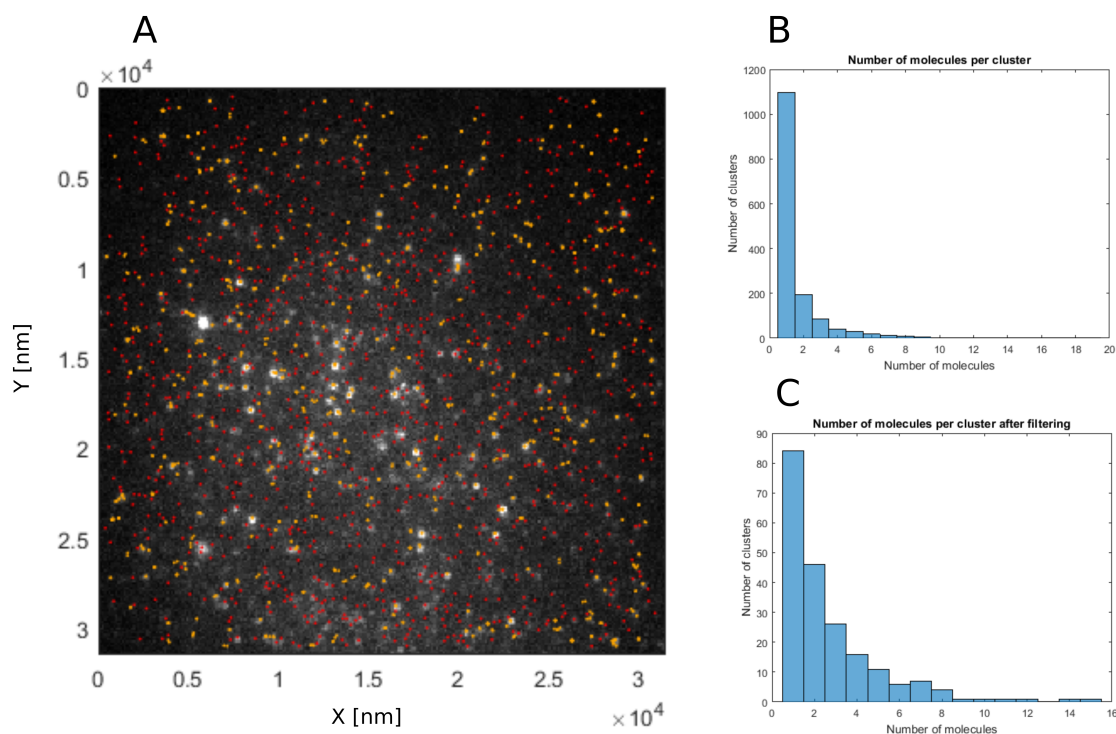 A
×10⁴
0
0.5
1
1.5
2
2.5
3
Y [nm]
0 0.5 1 1.5 2 2.5 3
X [nm]
×10⁴
B
Number of molecules per cluster
1200
1000
800
600
400
200
0
Number of clusters
0 2 4 6 8 10 12 14 16 18 20
Number of molecules
C
Number of molecules per cluster after filtering
90
80
70
60
50
40
30
20
10
0
Number of clusters
0 2 4 6 8 10 12 14 16
Number of molecules